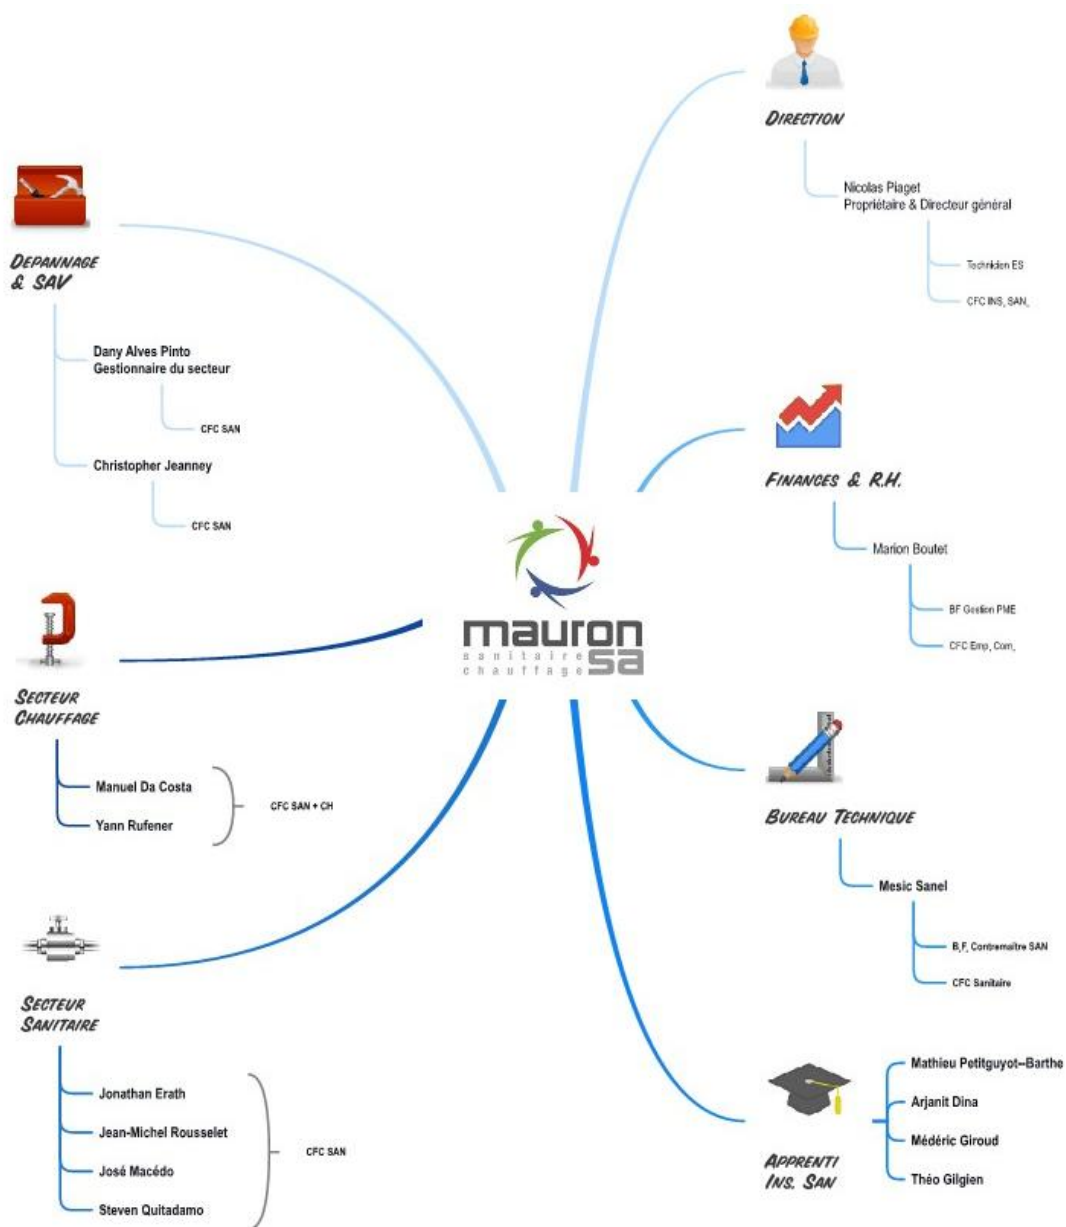 DIRECTION
Nicolas Piaget
Propriétaire & Directeur général
Technicien ES
CFC INS, SAN,
DEPANNAGE
& SAV
Dany Alves Pinto
Gestionnaire du secteur
CFC SAN
Christopher Jeanney
CFC SAN
FINANCES & R.H.
Marion Boutet
BF Gestion PME
CFC Emp, Com,
mauron
sanitaire
chauffage
sa
SECTEUR
CHAUFFAGE
Manuel Da Costa
Yann Rufener
CFC SAN + CH
BUREAU TECHNIQUE
Mesic Sanel
B,F, Contremaître SAN
CFC Sanitaire
SECTEUR
SANITAIRE
Jonathan Erath
Jean-Michel Rousselet
José Macédo
Steven Quitadamo
CFC SAN
APPRENTI
INS. SAN
Mathieu Petitguyot--Barthe
Arjanit Dina
Médéric Giroud
Théo Gilgien